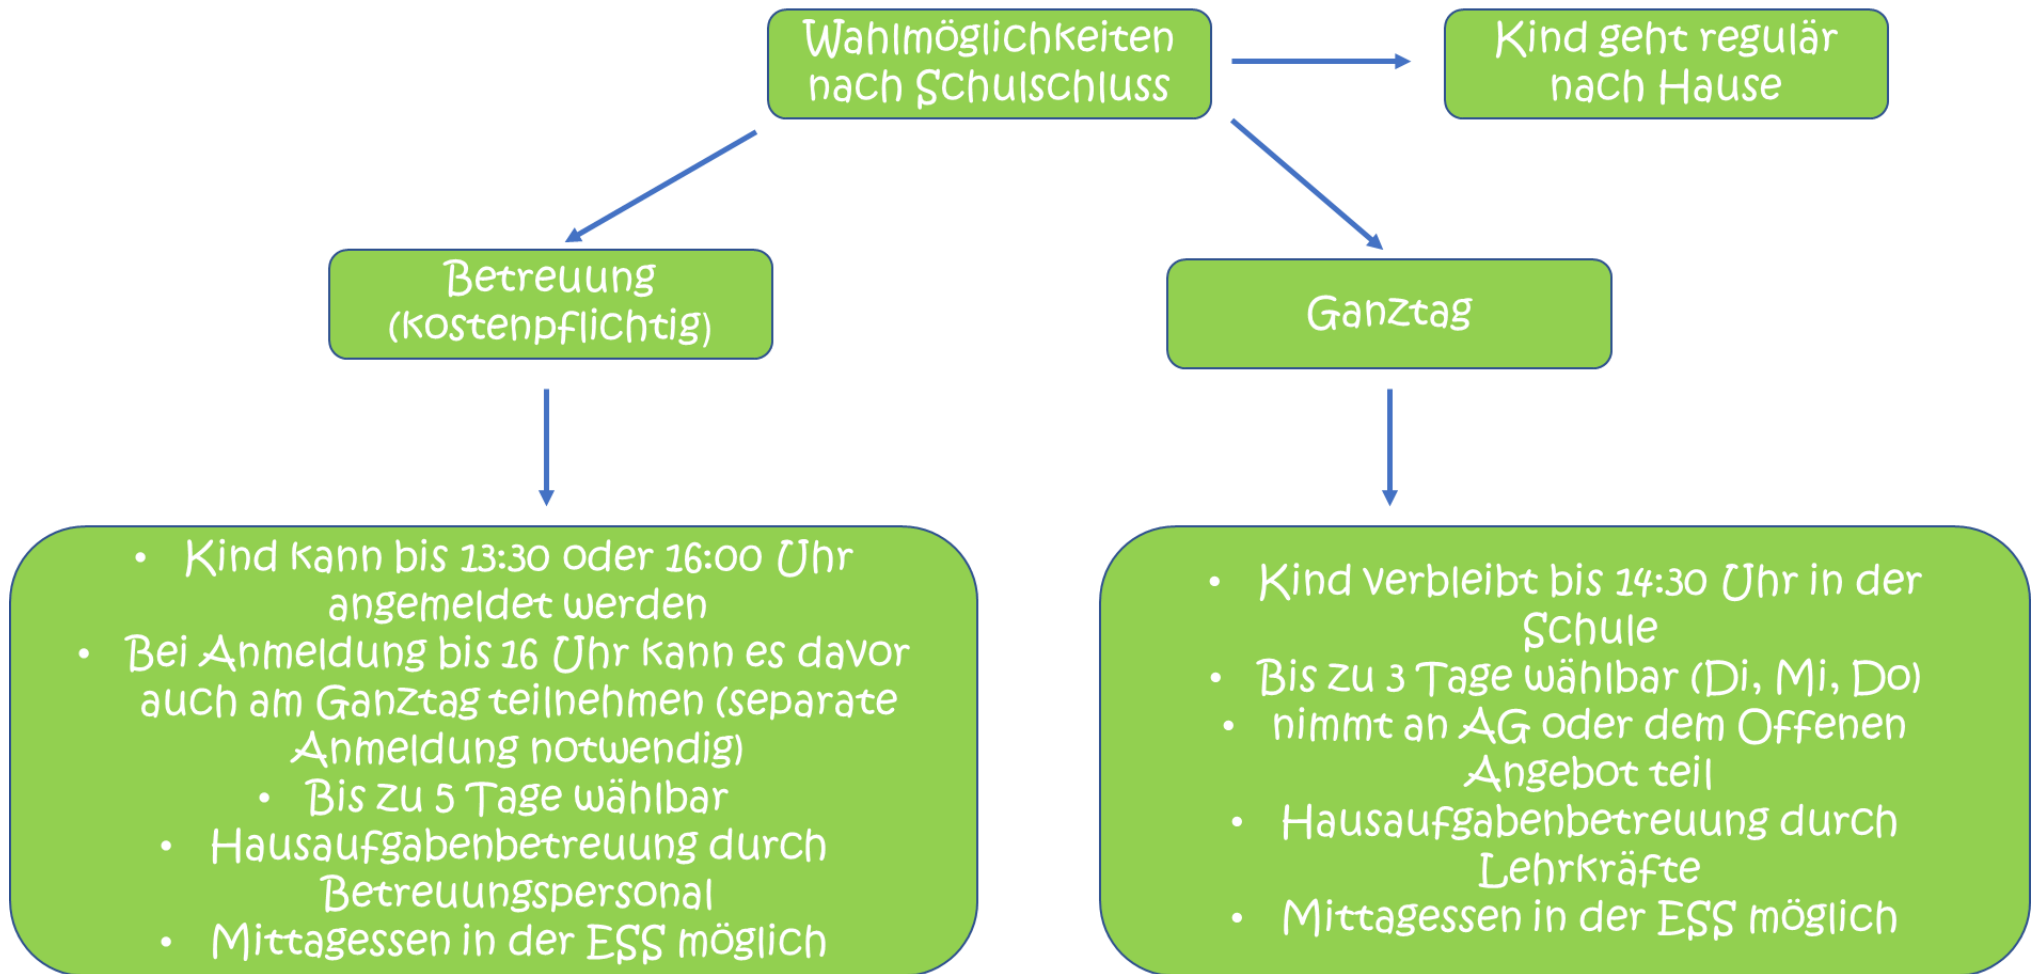 Wahlmöglichkeiten
nach Schulschluss
Kind geht regulär
nach Hause
Betreuung
(kostenpflichtig)
Ganztag
• Kind kann bis 13:30 oder 16:00 Uhr
angemeldet werden
• Bei Anmeldung bis 16 Uhr kann es davor
auch am Ganztag teilnehmen (separate
Anmeldung notwendig)
• Bis zu 5 Tage wählbar
• Hausaufgabenbetreuung durch
Betreuungspersonal
• Mittagessen in der ESS möglich
• Kind verbleibt bis 14:30 Uhr in der
Schule
• Bis zu 3 Tage wählbar (Di, Mi, Do)
• nimmt an AG oder dem Offenen
Angebot teil
• Hausaufgabenbetreuung durch
Lehrkräfte
• Mittagessen in der ESS möglich